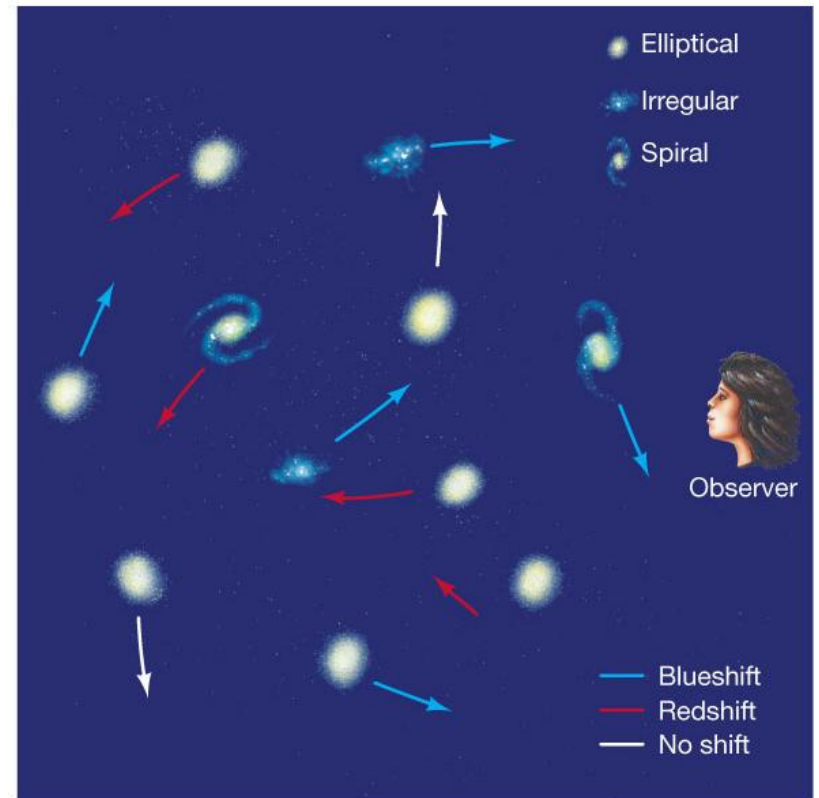 Elliptical
Irregular
Spiral
Observer
Blueshift
Redshift
No shift